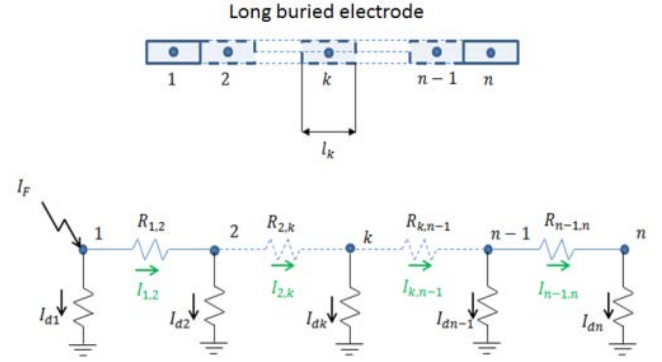 Long buried electrode
1 2 k n − 1 n
l_k
I_F
1 R_{1,2} 2 R_{2,k} k R_{k,n−1} n − 1 R_{n−1,n} n
I_{1,2} I_{2,k} I_{k,n−1} I_{n−1,n}
I_{d1} I_{d2} I_{dk} I_{dn−1} I_{dn}